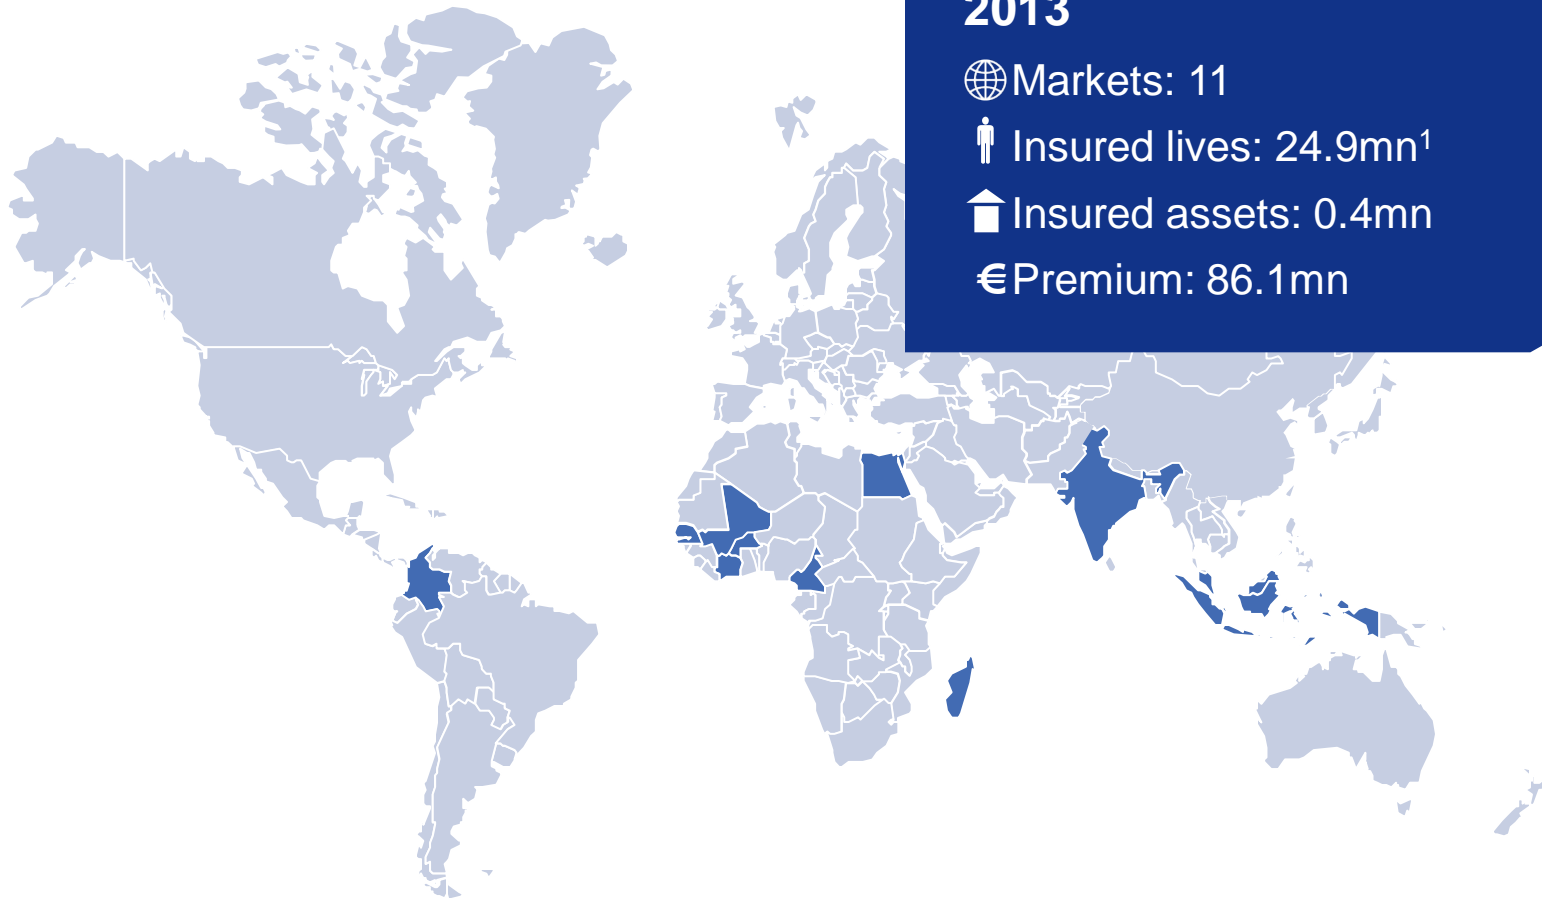 2013
Markets: 11
Insured lives: 24.9mn¹
Insured assets: 0.4mn
€Premium: 86.1mn